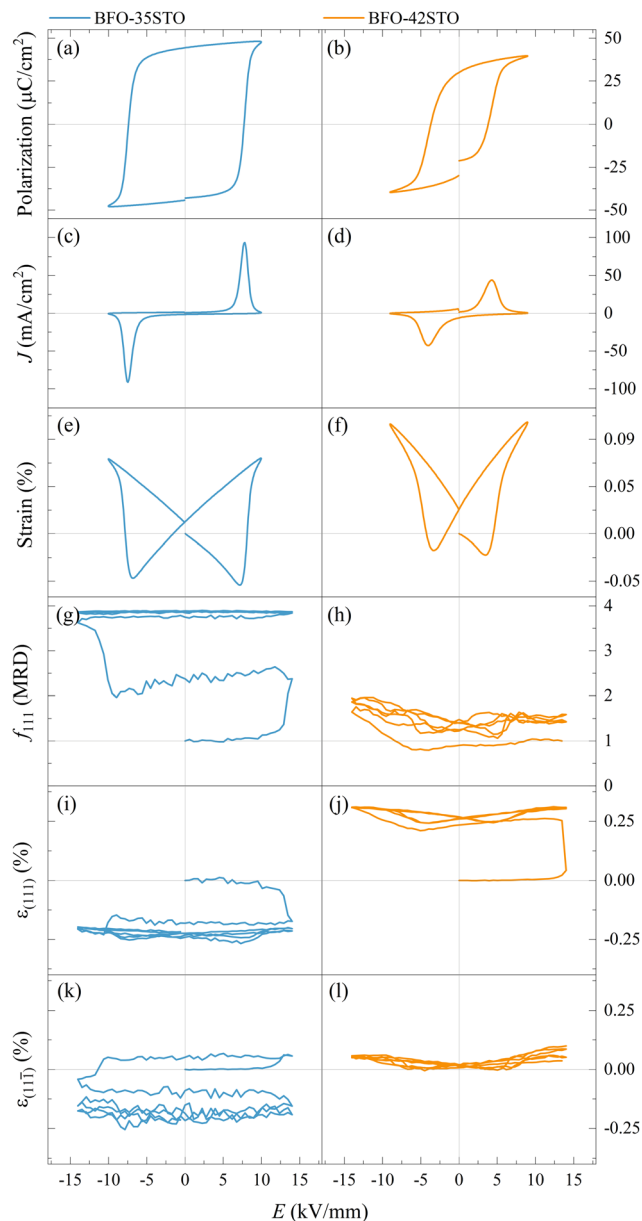 BFO-35STO BFO-42STO
(a) (b) 50
25
0
-25
-50
Polarization (μC/cm²)
(c) (d) 100
50
0
-50
-100
J (mA/cm²)
(e) (f) 0.09
0.05
0.00
-0.05
Strain (%)
(g) (h) 4
3
2
1
0
f₁₁₁ (MRD)
(i) (j) 0.25
0.00
-0.25
ε₍₁₁₁₎ (%)
(k) (l) 0.25
0.00
-0.25
ε₍₁₁1̄₎ (%)
-15 -10 -5 0 5 10 15 -15 -10 -5 0 5 10 15
E (kV/mm)